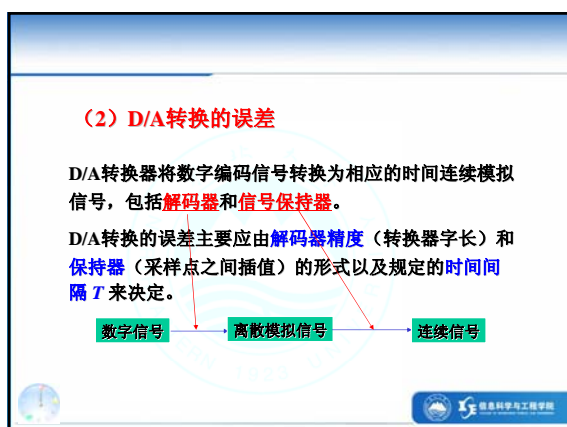 （2）D/A转换的误差
D/A转换器将数字编码信号转换为相应的时间连续模拟
信号，包括解码器和信号保持器。
D/A转换的误差主要应由解码器精度（转换器字长）和
保持器（采样点之间插值）的形式以及规定的时间间
隔 T 来决定。
数字信号 离散模拟信号 连续信号
信息科学与工程学院